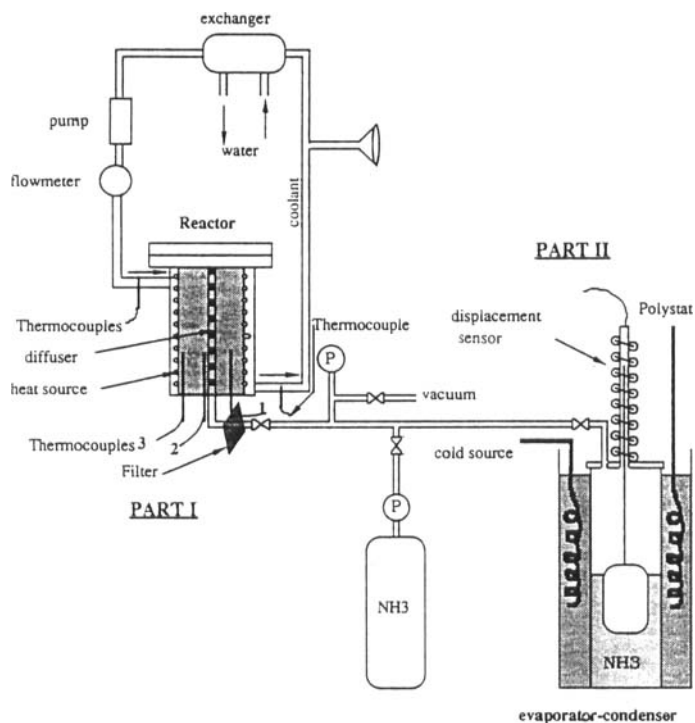 exchanger
pump
water
flowmeter
coolant
Reactor
PART II
Thermocouples
Thermocouple
displacement
sensor
Polystat
diffuser
P
heat source
vacuum
1
Thermocouples 3
2
cold source
Filter
PART I
P
NH3
NH3
evaporator-condenser